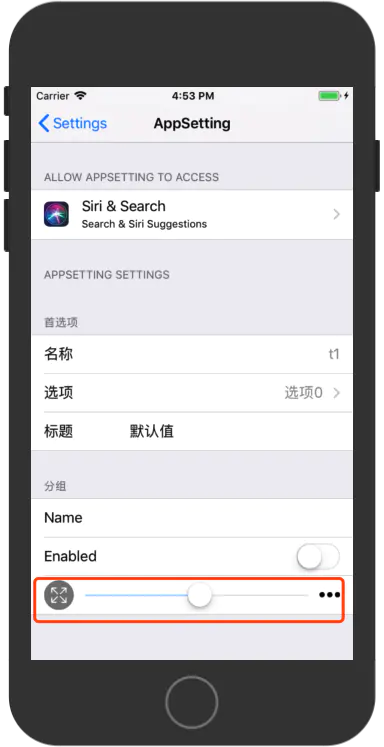 Carrier 4:53 PM
Settings AppSetting
ALLOW APPSETTING TO ACCESS
Siri & Search
Search & Siri Suggestions
APPSETTING SETTINGS
首选项
名称 t1
选项 选项0
标题 默认值
分组
Name
Enabled